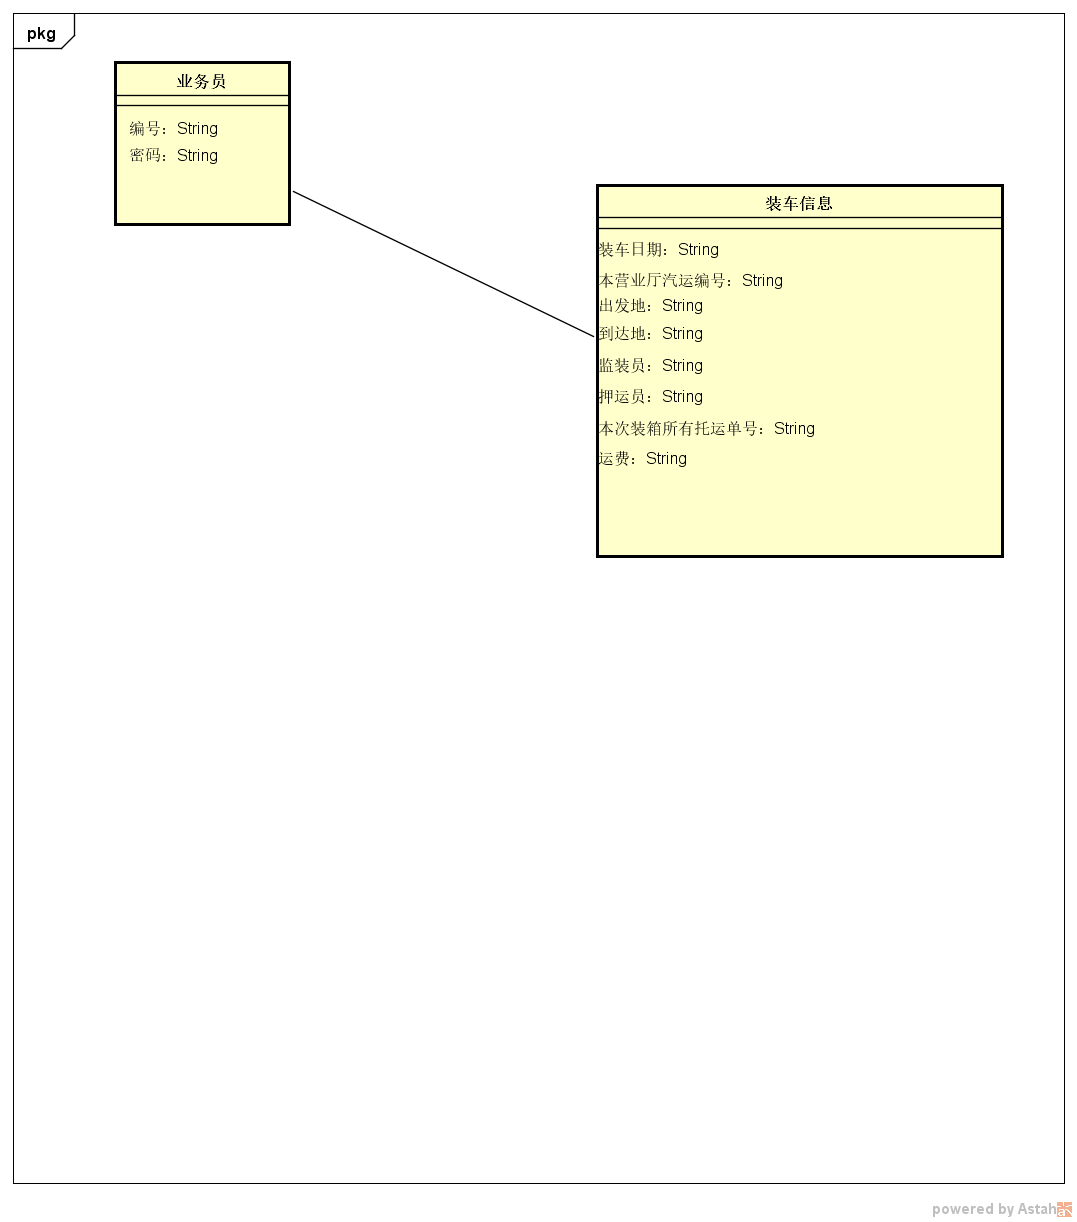 pkg
业务员
编号：String
密码：String
装车信息
装车日期：String
本营业厅汽运编号：String
出发地：String
到达地：String
监装员：String
押运员：String
本次装箱所有托运单号：String
运费：String
powered by Astah